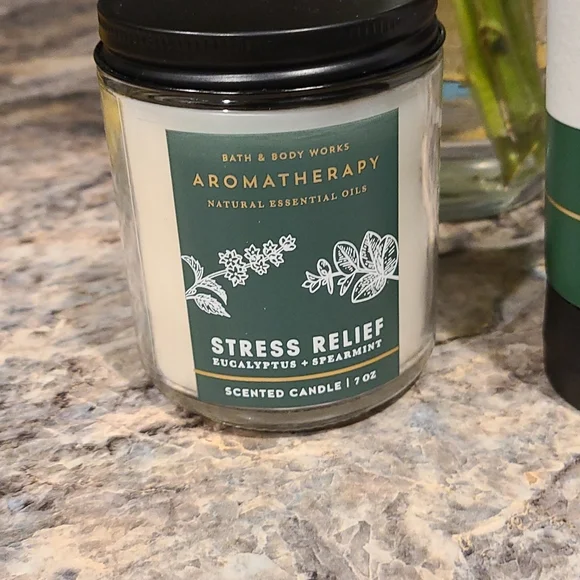 BATH & BODY WORKS
AROMATHERAPY
NATURAL ESSENTIAL OILS
STRESS RELIEF
EUCALYPTUS + SPEARMINT
SCENTED CANDLE | 7 OZ